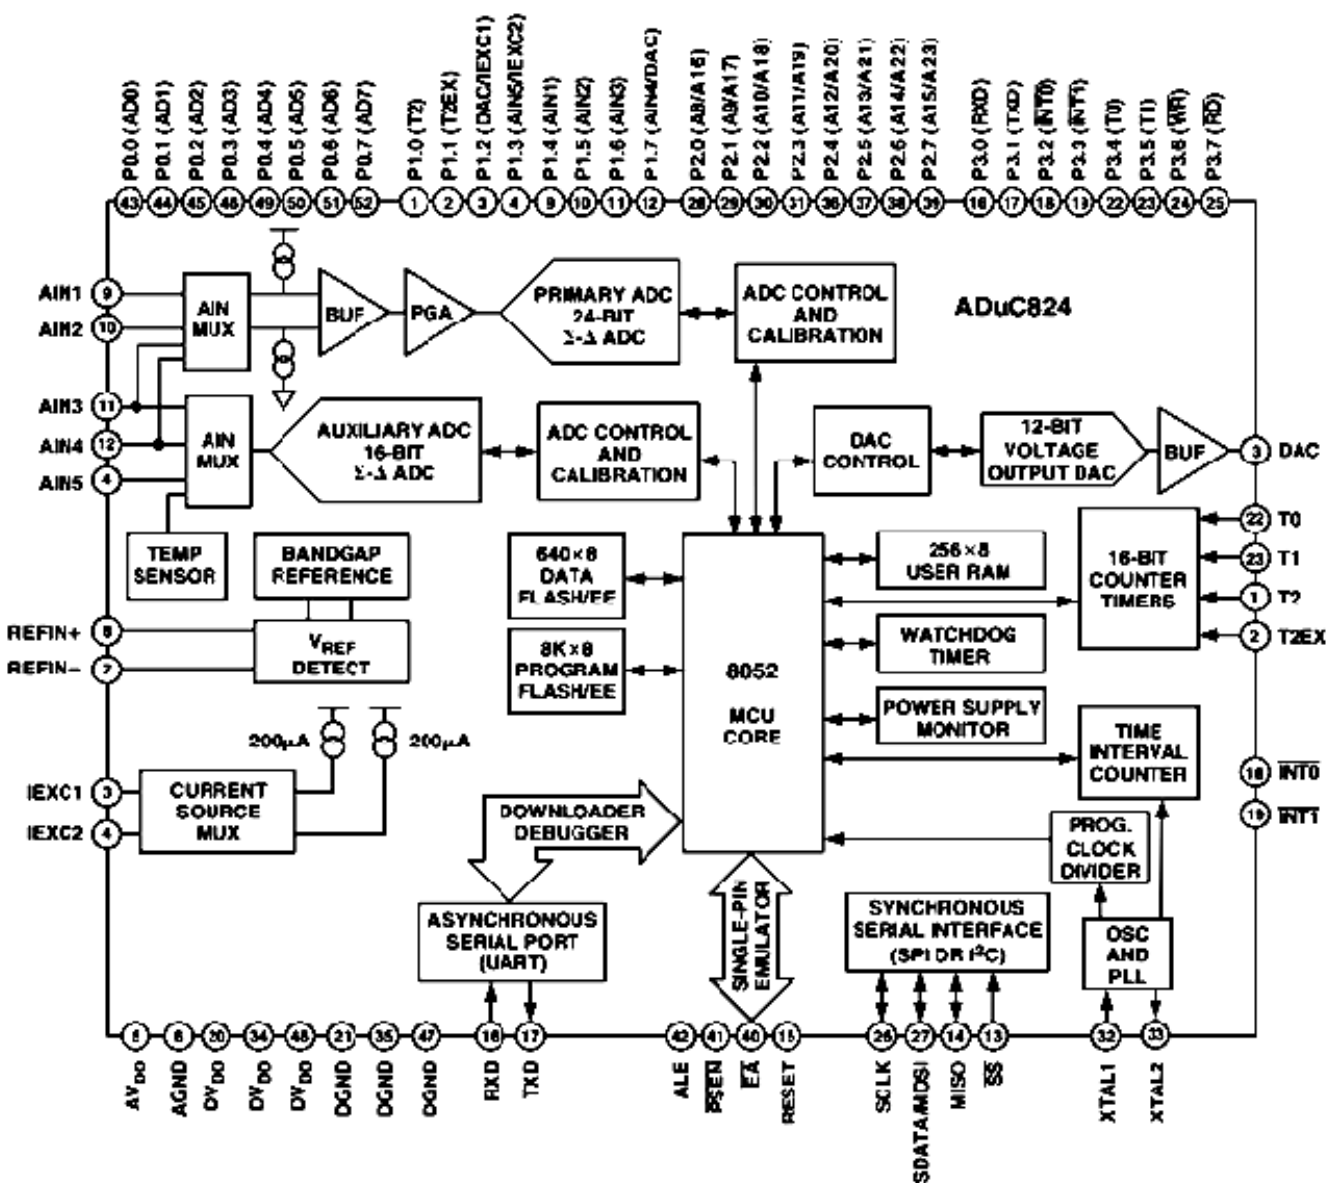 P0.0 (AD0)
P0.1 (AD1)
P0.2 (AD2)
P0.3 (AD3)
P0.4 (AD4)
P0.5 (AD5)
P0.6 (AD6)
P0.7 (AD7)
P1.0 (T2)
P1.1 (T2EX)
P1.2 (DAC/IEXC1)
P1.3 (AIN5/IEXC2)
P1.4 (AIN1)
P1.5 (AIN2)
P1.6 (AIN3)
P1.7 (AIN4/DAC)
P2.0 (A8/A16)
P2.1 (A9/A17)
P2.2 (A10/A18)
P2.3 (A11/A19)
P2.4 (A12/A20)
P2.5 (A13/A21)
P2.6 (A14/A22)
P2.7 (A15/A23)
P3.0 (RXD)
P3.1 (TXD)
P3.2 (INT0)
P3.3 (INT1)
P3.4 (T0)
P3.5 (T1)
P3.6 (WR)
P3.7 (RD)
43 44 45 46 49 50 51 52 1 2 3 4 9 10 11 12 28 29 30 31 36 37 38 39 16 17 18 19 22 23 24 25
ADuC824
AIN1 9
AIN2 10
AIN3 11
AIN4 12
AIN5 4
AIN
MUX
BUF
PGA
PRIMARY ADC
24-BIT
Σ-Δ ADC
ADC CONTROL
AND
CALIBRATION
AIN
MUX
AUXILIARY ADC
16-BIT
Σ-Δ ADC
ADC CONTROL
AND
CALIBRATION
DAC
CONTROL
12-BIT
VOLTAGE
OUTPUT DAC
BUF
3 DAC
TEMP
SENSOR
BANDGAP
REFERENCE
REFIN+ 8
REFIN− 7
VREF
DETECT
640×8
DATA
FLASH/EE
8K×8
PROGRAM
FLASH/EE
8052
MCU
CORE
256×8
USER RAM
WATCHDOG
TIMER
POWER SUPPLY
MONITOR
16-BIT
COUNTER
TIMERS
22 T0
23 T1
1 T2
2 T2EX
TIME
INTERVAL
COUNTER
18 INT0
19 INT1
200µA
200µA
IEXC1 3
IEXC2 4
CURRENT
SOURCE
MUX
DOWNLOADER
DEBUGGER
PROG.
CLOCK
DIVIDER
ASYNCHRONOUS
SERIAL PORT
(UART)
SINGLE-PIN
EMULATOR
SYNCHRONOUS
SERIAL INTERFACE
(SPI OR I²C)
OSC
AND
PLL
5 6 20 34 48 21 35 47 16 17 42 41 40 15 26 27 14 13 32 33
AVDD
AGND
DVDD
DVDD
DVDD
DGND
DGND
DGND
RXD
TXD
ALE
PSEN
EA
RESET
SCLK
SDATA/MOSI
MISO
SS
XTAL1
XTAL2